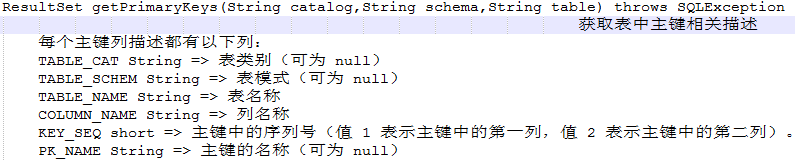 ResultSet getPrimaryKeys(String catalog,String schema,String table) throws SQLException
获取表中主键相关描述
每个主键列描述都有以下列：
TABLE_CAT String => 表类别（可为 null）
TABLE_SCHEM String => 表模式（可为 null）
TABLE_NAME String => 表名称
COLUMN_NAME String => 列名称
KEY_SEQ short => 主键中的序列号（值 1 表示主键中的第一列，值 2 表示主键中的第二列）。
PK_NAME String => 主键的名称（可为 null）